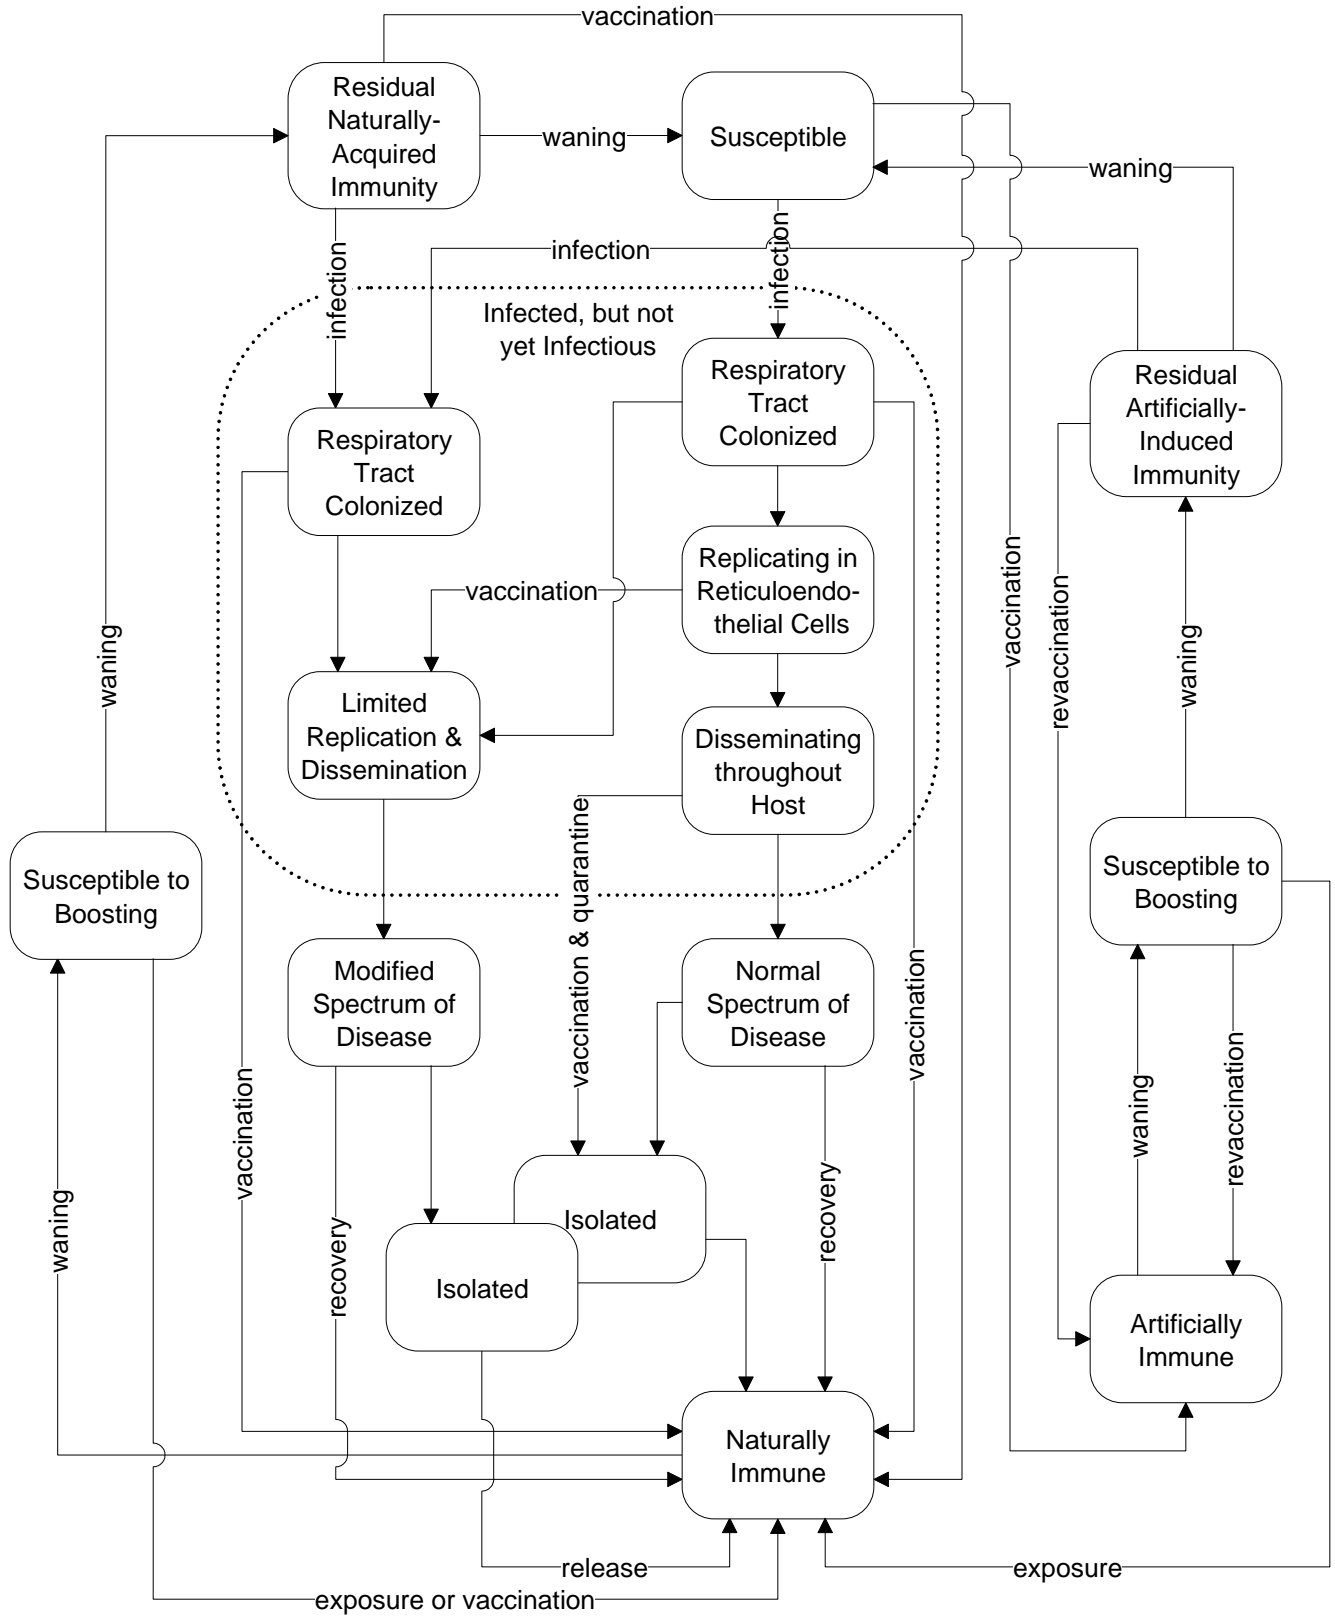 vaccination
Residual
Naturally-
Acquired
Immunity
waning
Susceptible
waning
infection
infection
infection
Infected, but not
yet Infectious
Respiratory
Tract
Colonized
Residual
Artificially-
Induced
Immunity
Respiratory
Tract
Colonized
Replicating in
Reticuloendo-
thelial Cells
vaccination
vaccination
revaccination
waning
waning
Limited
Replication &
Dissemination
Disseminating
throughout
Host
Susceptible to
Boosting
vaccination & quarantine
Susceptible to
Boosting
Modified
Spectrum of
Disease
Normal
Spectrum of
Disease
vaccination
vaccination
waning
revaccination
waning
recovery
Isolated
recovery
Isolated
Artificially
Immune
Naturally
Immune
release
exposure
exposure or vaccination